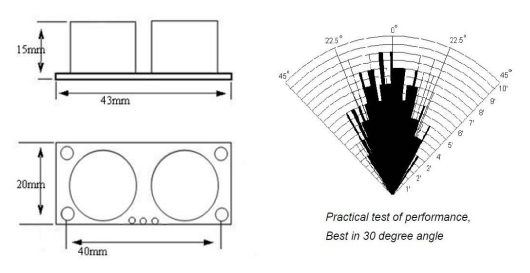 15mm
43mm
20mm
40mm
0°
22.5°
22.5°
45°
45°
10'
9'
8'
7'
6'
5'
4'
2'
1'
Practical test of performance,
Best in 30 degree angle